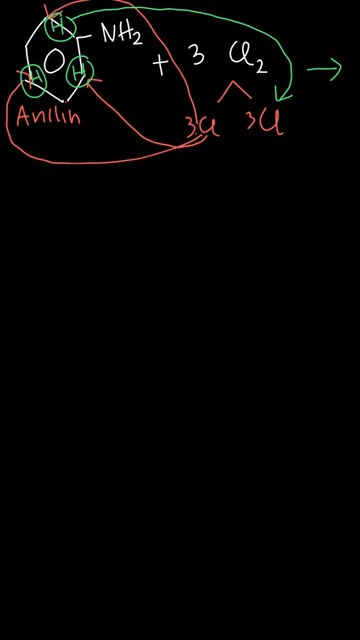 H NH2
H H + 3 Cl2 →
Anilin 3Cl 3Cl